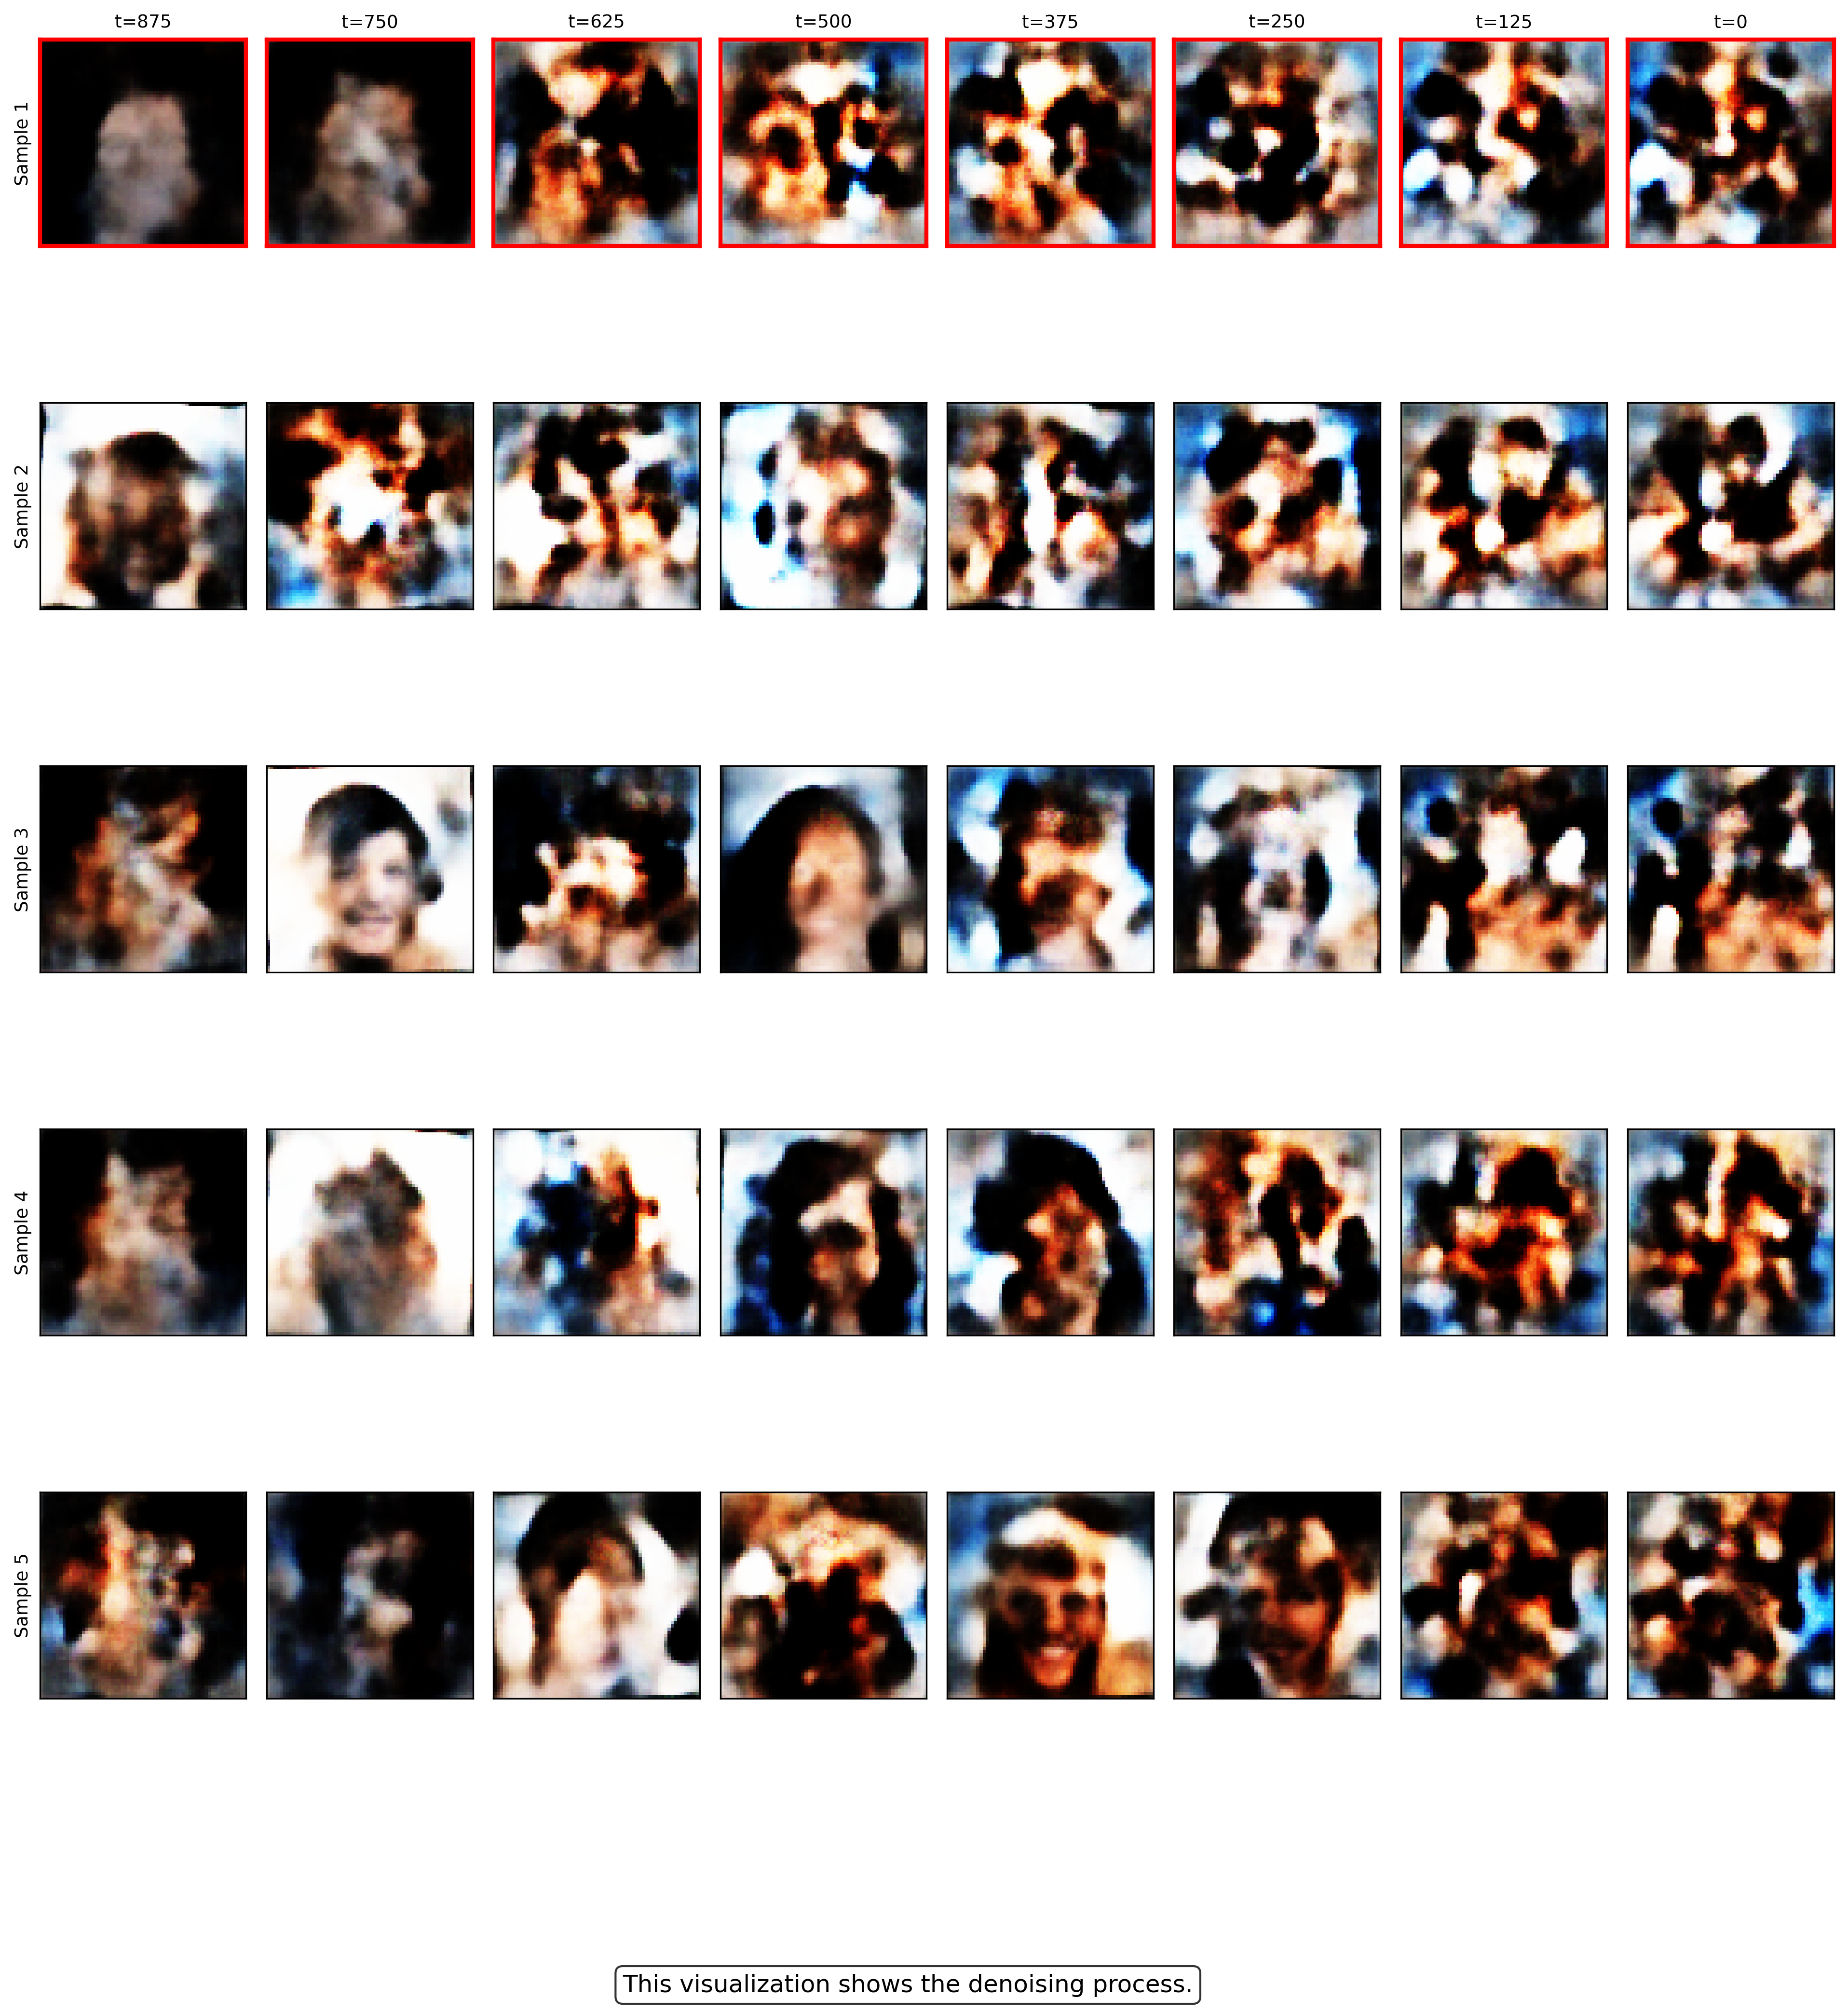 t=875 t=750 t=625 t=500 t=375 t=250 t=125 t=0
Sample 1
Sample 2
Sample 3
Sample 4
Sample 5
This visualization shows the denoising process.